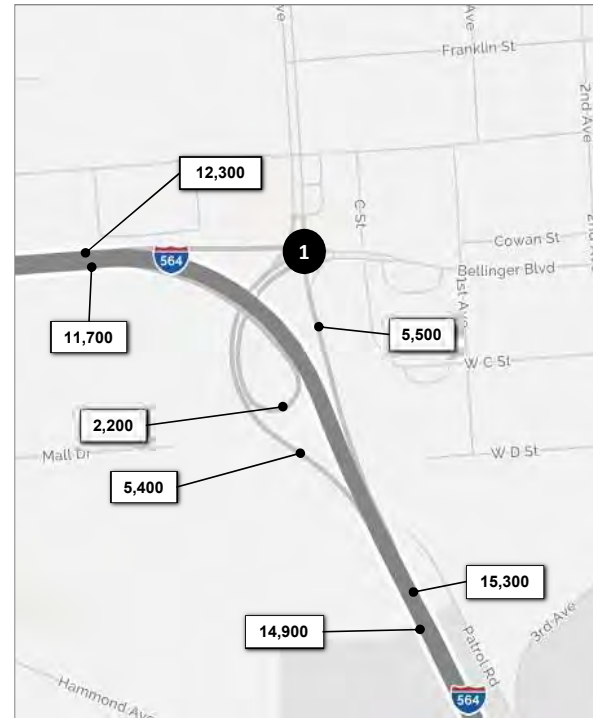 Ave
Ave
Franklin St
2nd Ave
12,300
C St
1
Cowan St
564
Bellinger Blvd
1st Ave
11,700
5,500
W C St
2,200
Mall Dr
W D St
5,400
15,300
14,900
3rd Ave
Patrol Rd
Hammond Ave
564